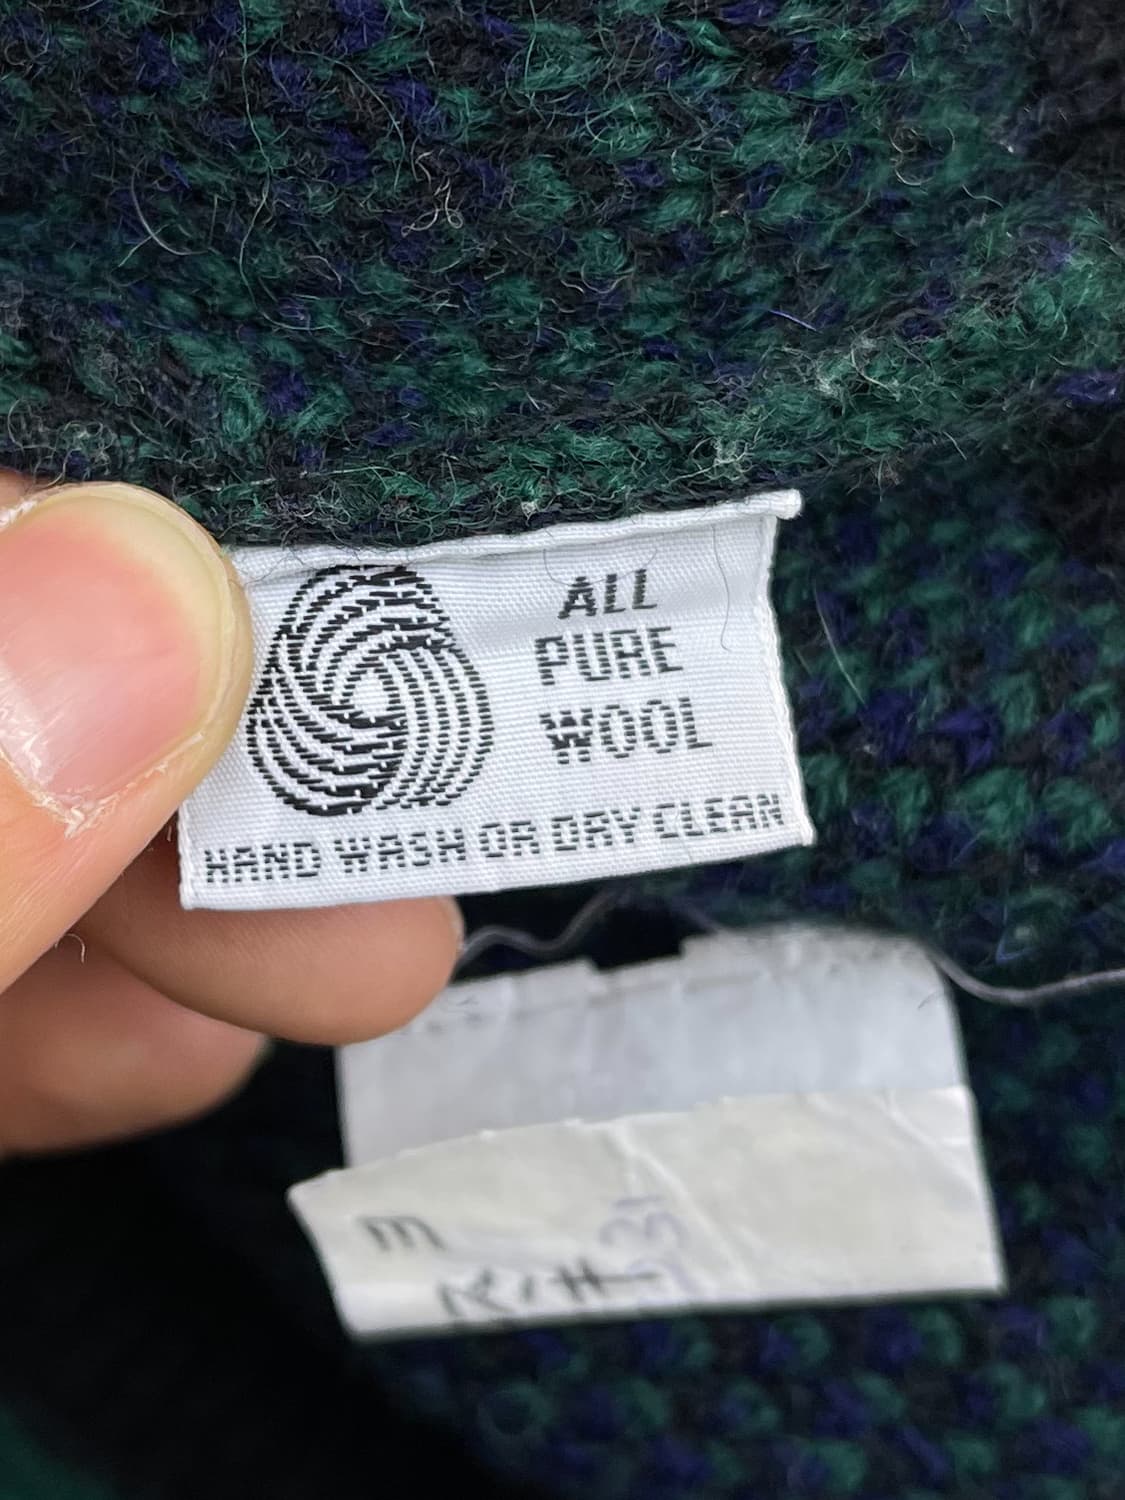 ALL
PURE
WOOL
HAND WASH OR DRY CLEAN